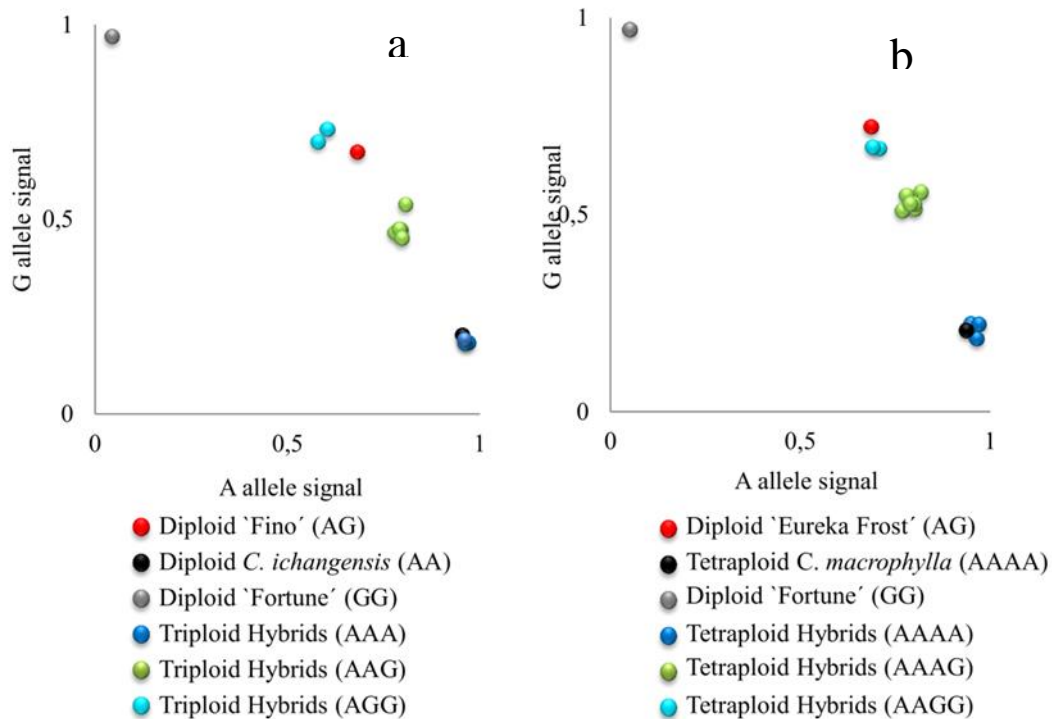 a
1
G allele signal
0,5
0
0
0,5
1
A allele signal
Diploid `Fino´ (AG)
Diploid C. ichangensis (AA)
Diploid `Fortune´ (GG)
Triploid Hybrids (AAA)
Triploid Hybrids (AAG)
Triploid Hybrids (AGG)
b
1
G allele signal
0,5
0
0
0,5
1
A allele signal
Diploid `Eureka Frost´ (AG)
Tetraploid C. macrophylla (AAAA)
Diploid `Fortune´ (GG)
Tetraploid Hybrids (AAAA)
Tetraploid Hybrids (AAAG)
Tetraploid Hybrids (AAGG)